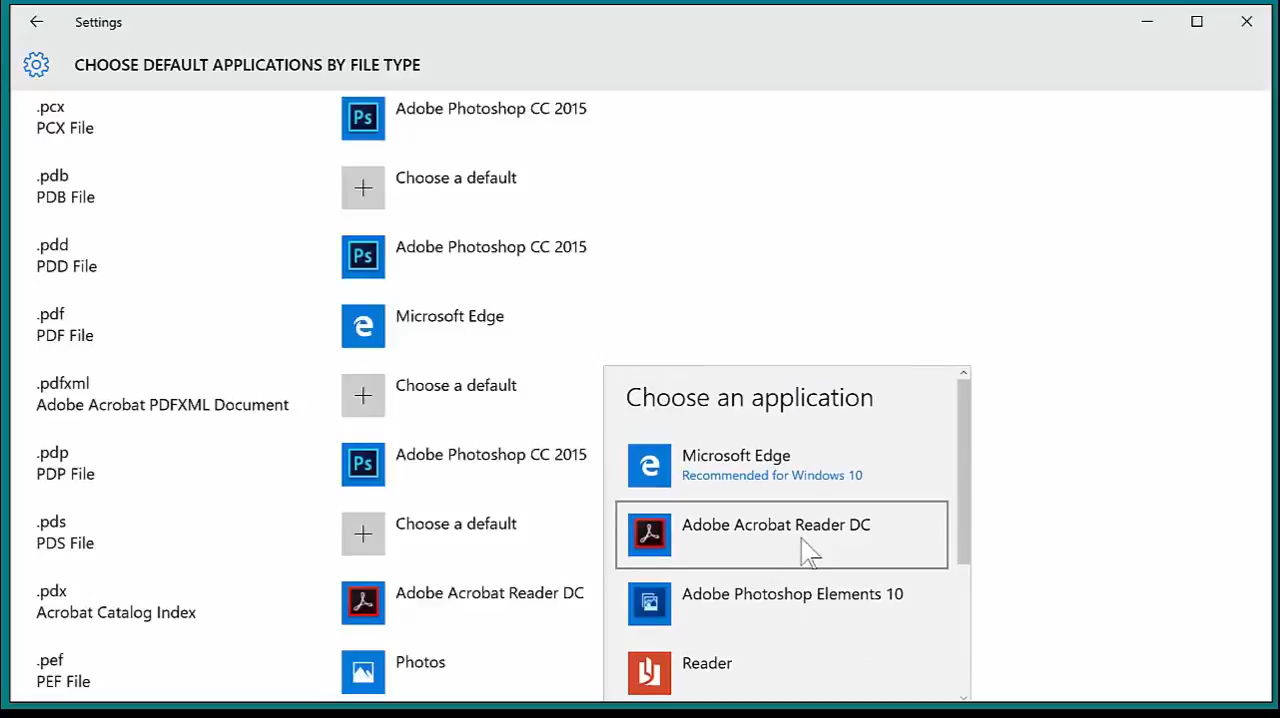 Settings
CHOOSE DEFAULT APPLICATIONS BY FILE TYPE
.pcx
PCX File
Ps
Adobe Photoshop CC 2015
.pdb
PDB File
Choose a default
.pdd
PDD File
Ps
Adobe Photoshop CC 2015
.pdf
PDF File
Microsoft Edge
.pdfxml
Adobe Acrobat PDFXML Document
Choose a default
.pdp
PDP File
Ps
Adobe Photoshop CC 2015
.pds
PDS File
Choose a default
.pdx
Acrobat Catalog Index
Adobe Acrobat Reader DC
.pef
PEF File
Photos
Choose an application
Microsoft Edge
Recommended for Windows 10
Adobe Acrobat Reader DC
Adobe Photoshop Elements 10
Reader